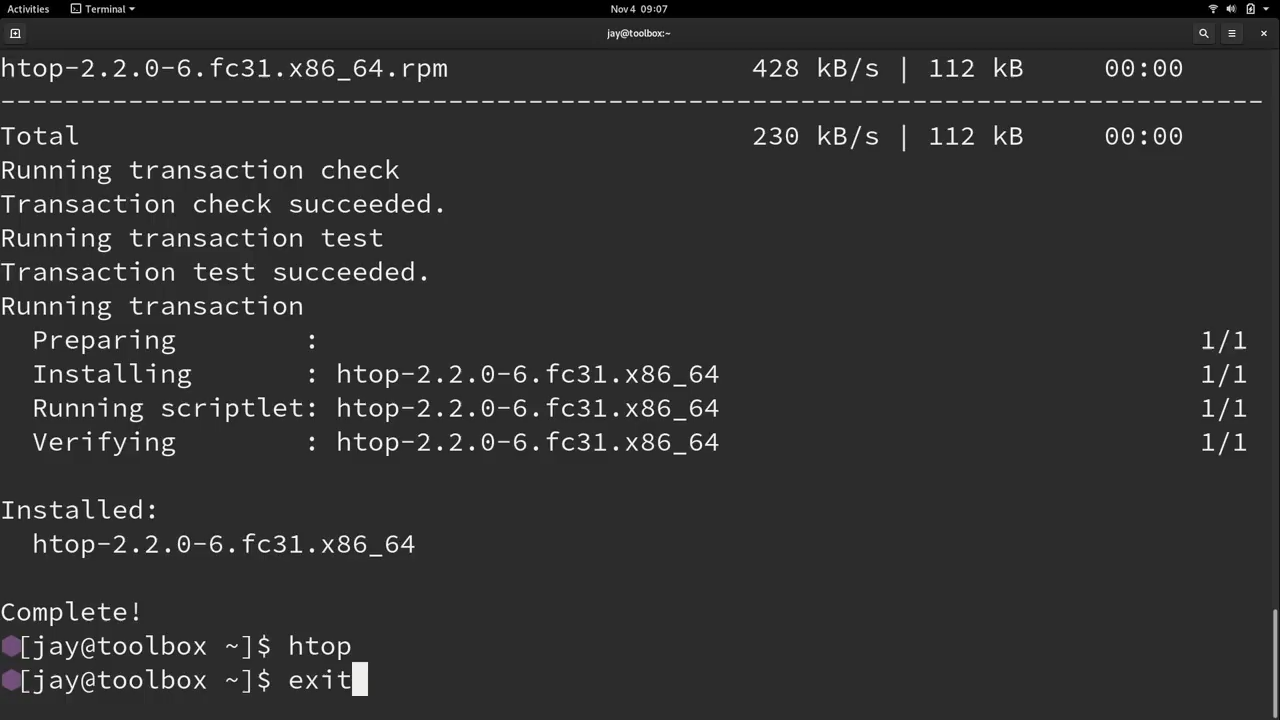 Activities Terminal Nov 4 09:07
jay@toolbox:~
htop-2.2.0-6.fc31.x86_64.rpm 428 kB/s | 112 kB 00:00
--------------------------------------------------------------------------------
Total 230 kB/s | 112 kB 00:00
Running transaction check
Transaction check succeeded.
Running transaction test
Transaction test succeeded.
Running transaction
Preparing : 1/1
Installing : htop-2.2.0-6.fc31.x86_64 1/1
Running scriptlet: htop-2.2.0-6.fc31.x86_64 1/1
Verifying : htop-2.2.0-6.fc31.x86_64 1/1
Installed:
htop-2.2.0-6.fc31.x86_64
Complete!
[jay@toolbox ~]$ htop
[jay@toolbox ~]$ exit